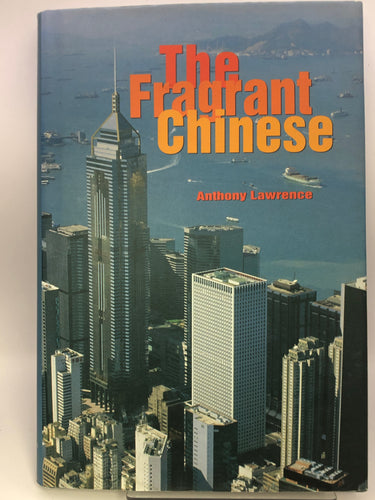 The
Fragrant
Chinese
Anthony Lawrence